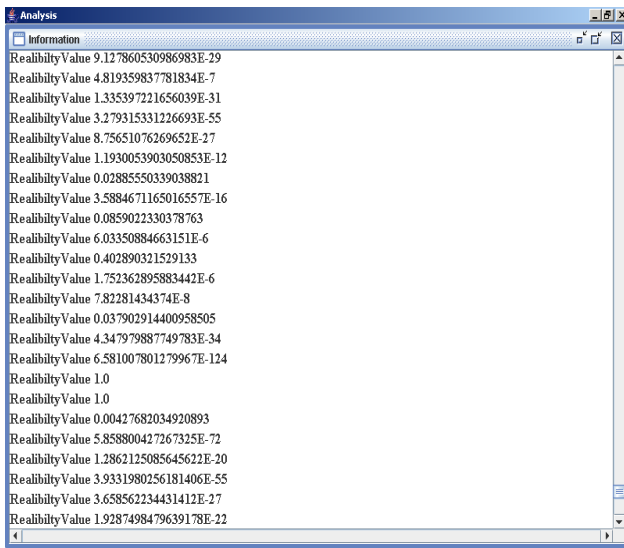 Analysis
Information
RealibiltyValue 9.127860530986983E-29
RealibiltyValue 4.819359837781834E-7
RealibiltyValue 1.335397221656039E-31
RealibiltyValue 3.279315331226693E-55
RealibiltyValue 8.75651076269652E-27
RealibiltyValue 1.1930053903050853E-12
RealibiltyValue 0.02885550339038821
RealibiltyValue 3.5884671165016557E-16
RealibiltyValue 0.0859022330378763
RealibiltyValue 6.03350884663151E-6
RealibiltyValue 0.402890321529133
RealibiltyValue 1.752362895883442E-6
RealibiltyValue 7.82281434374E-8
RealibiltyValue 0.037902914400958505
RealibiltyValue 4.347979887749783E-34
RealibiltyValue 6.581007801279967E-124
RealibiltyValue 1.0
RealibiltyValue 1.0
RealibiltyValue 0.00427682034920893
RealibiltyValue 5.858800427267325E-72
RealibiltyValue 1.2862125085645622E-20
RealibiltyValue 3.9331980256181406E-55
RealibiltyValue 3.658562234431412E-27
RealibiltyValue 1.9287498479639178E-22